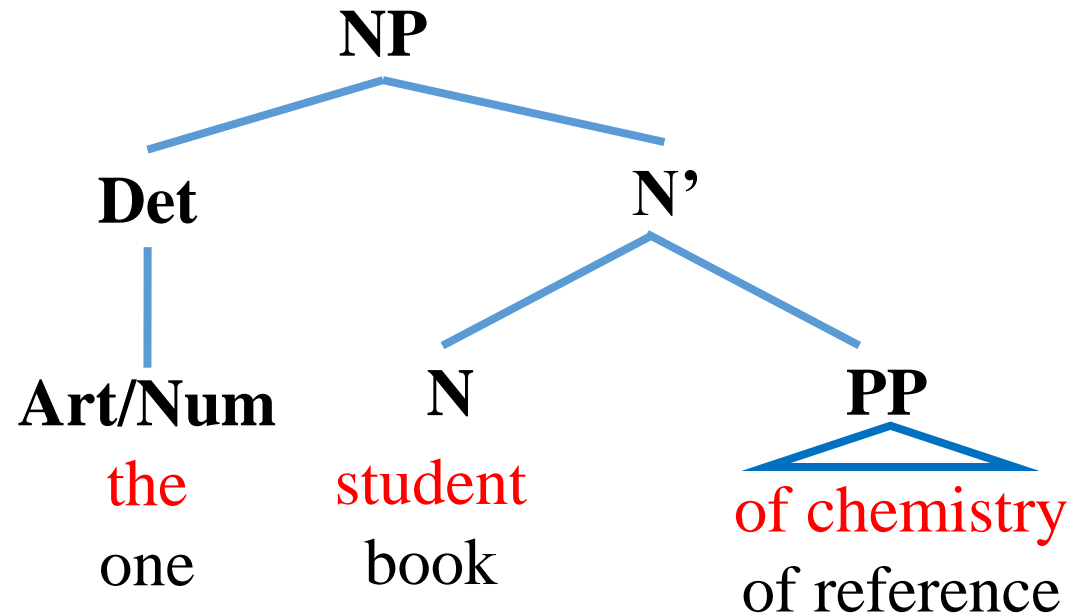 NP
Det N’
Art/Num N PP
the student of chemistry
one book of reference